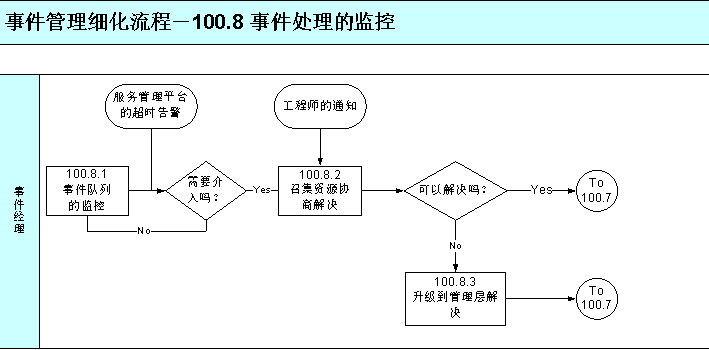 事件管理细化流程－100.8 事件处理的监控
服务管理平台
的超时告警
工程师的通知
事件经理
100.8.1
事件队列
的监控
需要介
入吗？
Yes
100.8.2
召集资源协
商解决
可以解决吗？
Yes
To
100.7
No
No
100.8.3
升级到管理层解
决
To
100.7